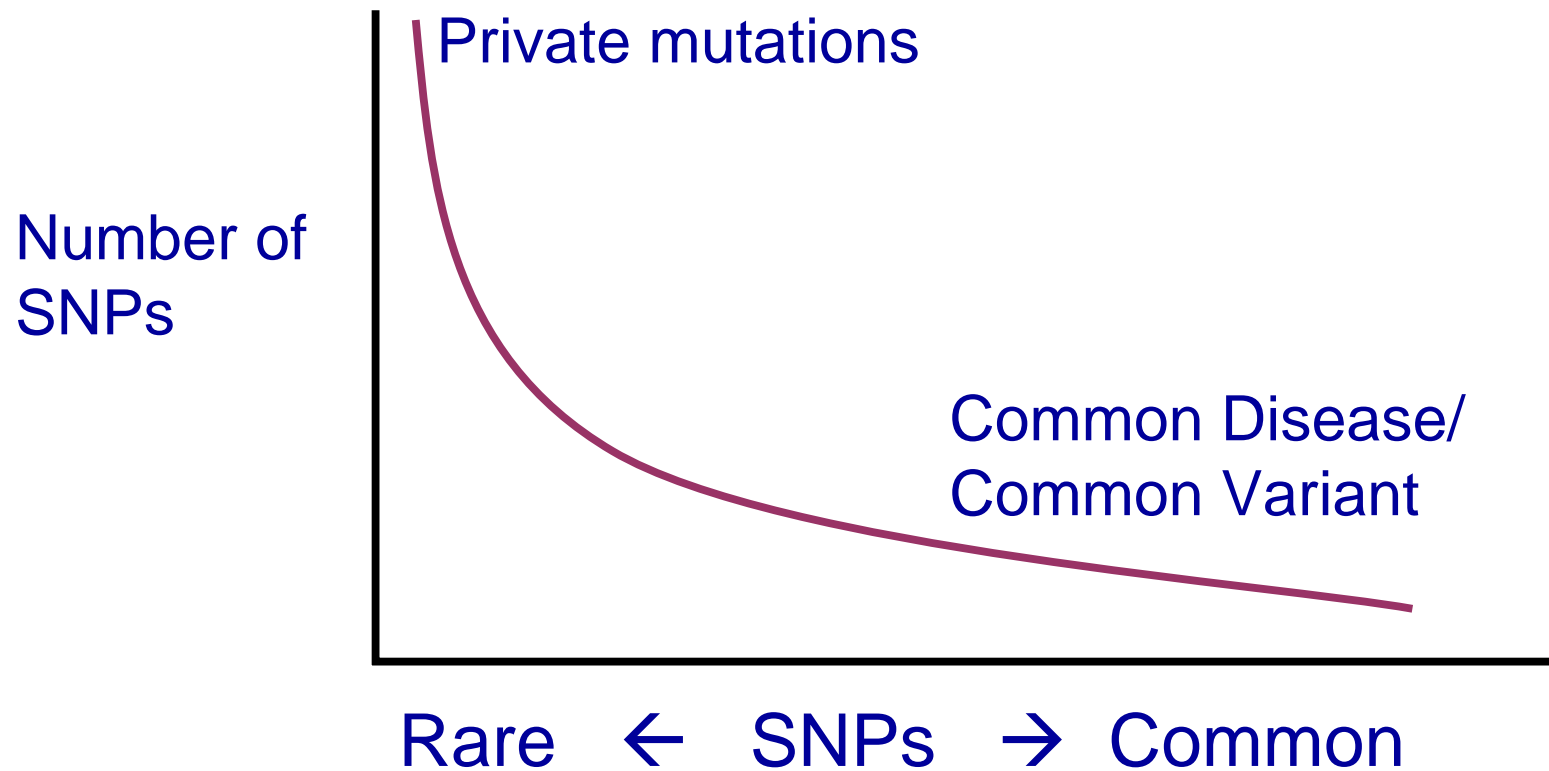 Private mutations
Number of
SNPs
Common Disease/
Common Variant
Rare ← SNPs → Common